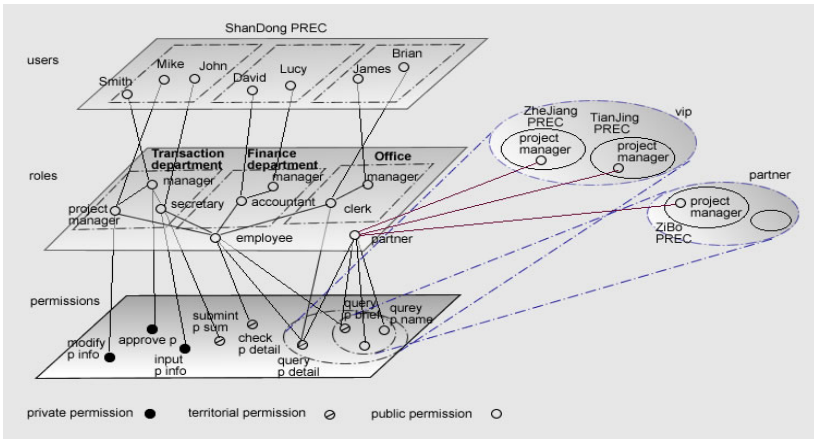 ShanDong PREC
users
Smith
Mike
John
David
Lucy
James
Brian
ZheJiang
PREC
project
manager
TianJing
PREC
project
manager
vip
partner
project
manager
ZiBo
PREC
roles
Transaction
department
manager
Finance
department
manager
Office
manager
project
manager
secretary
accountant
clerk
employee
partner
permissions
modify
p info
approve p
input
p info
submint
p sum
check
p detail
query
p detail
query
p brief
qurey
p name
private permission
territorial permission
public permission